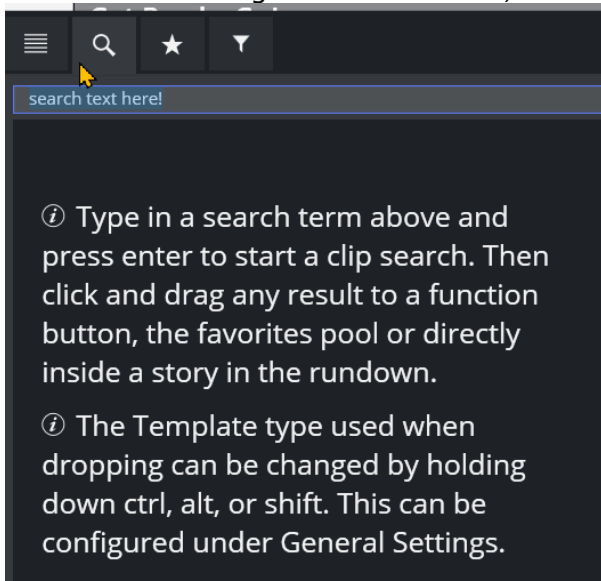 search text here!
ⓘ Type in a search term above and
press enter to start a clip search. Then
click and drag any result to a function
button, the favorites pool or directly
inside a story in the rundown.
ⓘ The Template type used when
dropping can be changed by holding
down ctrl, alt, or shift. This can be
configured under General Settings.